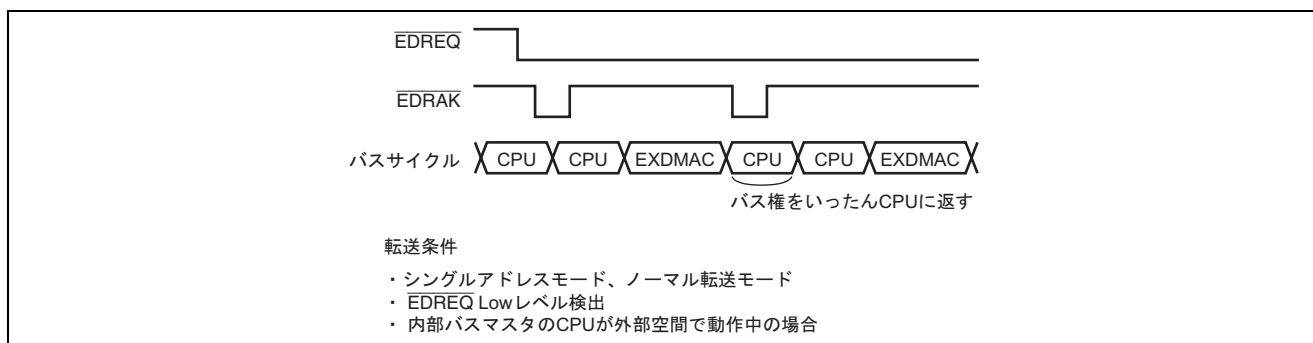 EDREQ
EDRAK
バスサイクル CPU CPU EXDMAC CPU CPU EXDMAC
バス権をいったんCPUに返す
転送条件
・シングルアドレスモード、ノーマル転送モード
・ EDREQ Lowレベル検出
・ 内部バスマスタのCPUが外部空間で動作中の場合